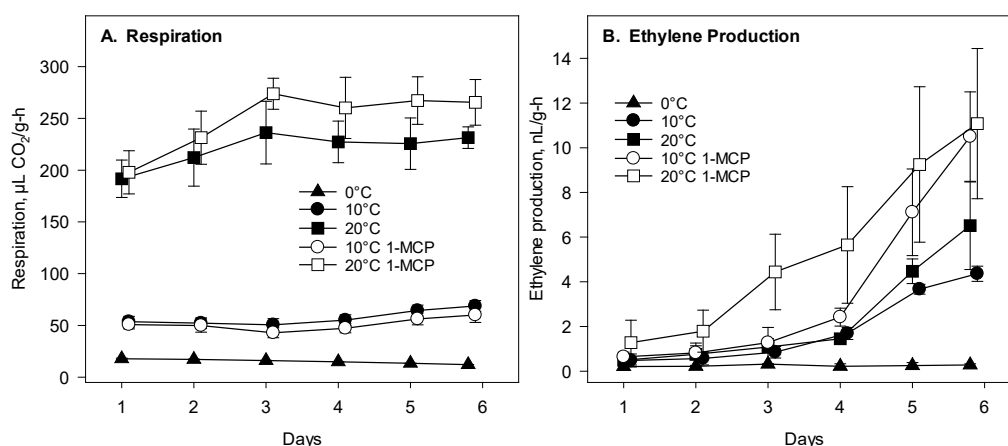 A. Respiration
300
250
200
150
100
50
0
Respiration, µL CO₂/g-h
0°C
10°C
20°C
10°C 1-MCP
20°C 1-MCP
1 2 3 4 5 6
Days
B. Ethylene Production
14
12
10
8
6
4
2
0
Ethylene production, nL/g-h
0°C
10°C
20°C
10°C 1-MCP
20°C 1-MCP
1 2 3 4 5 6
Days